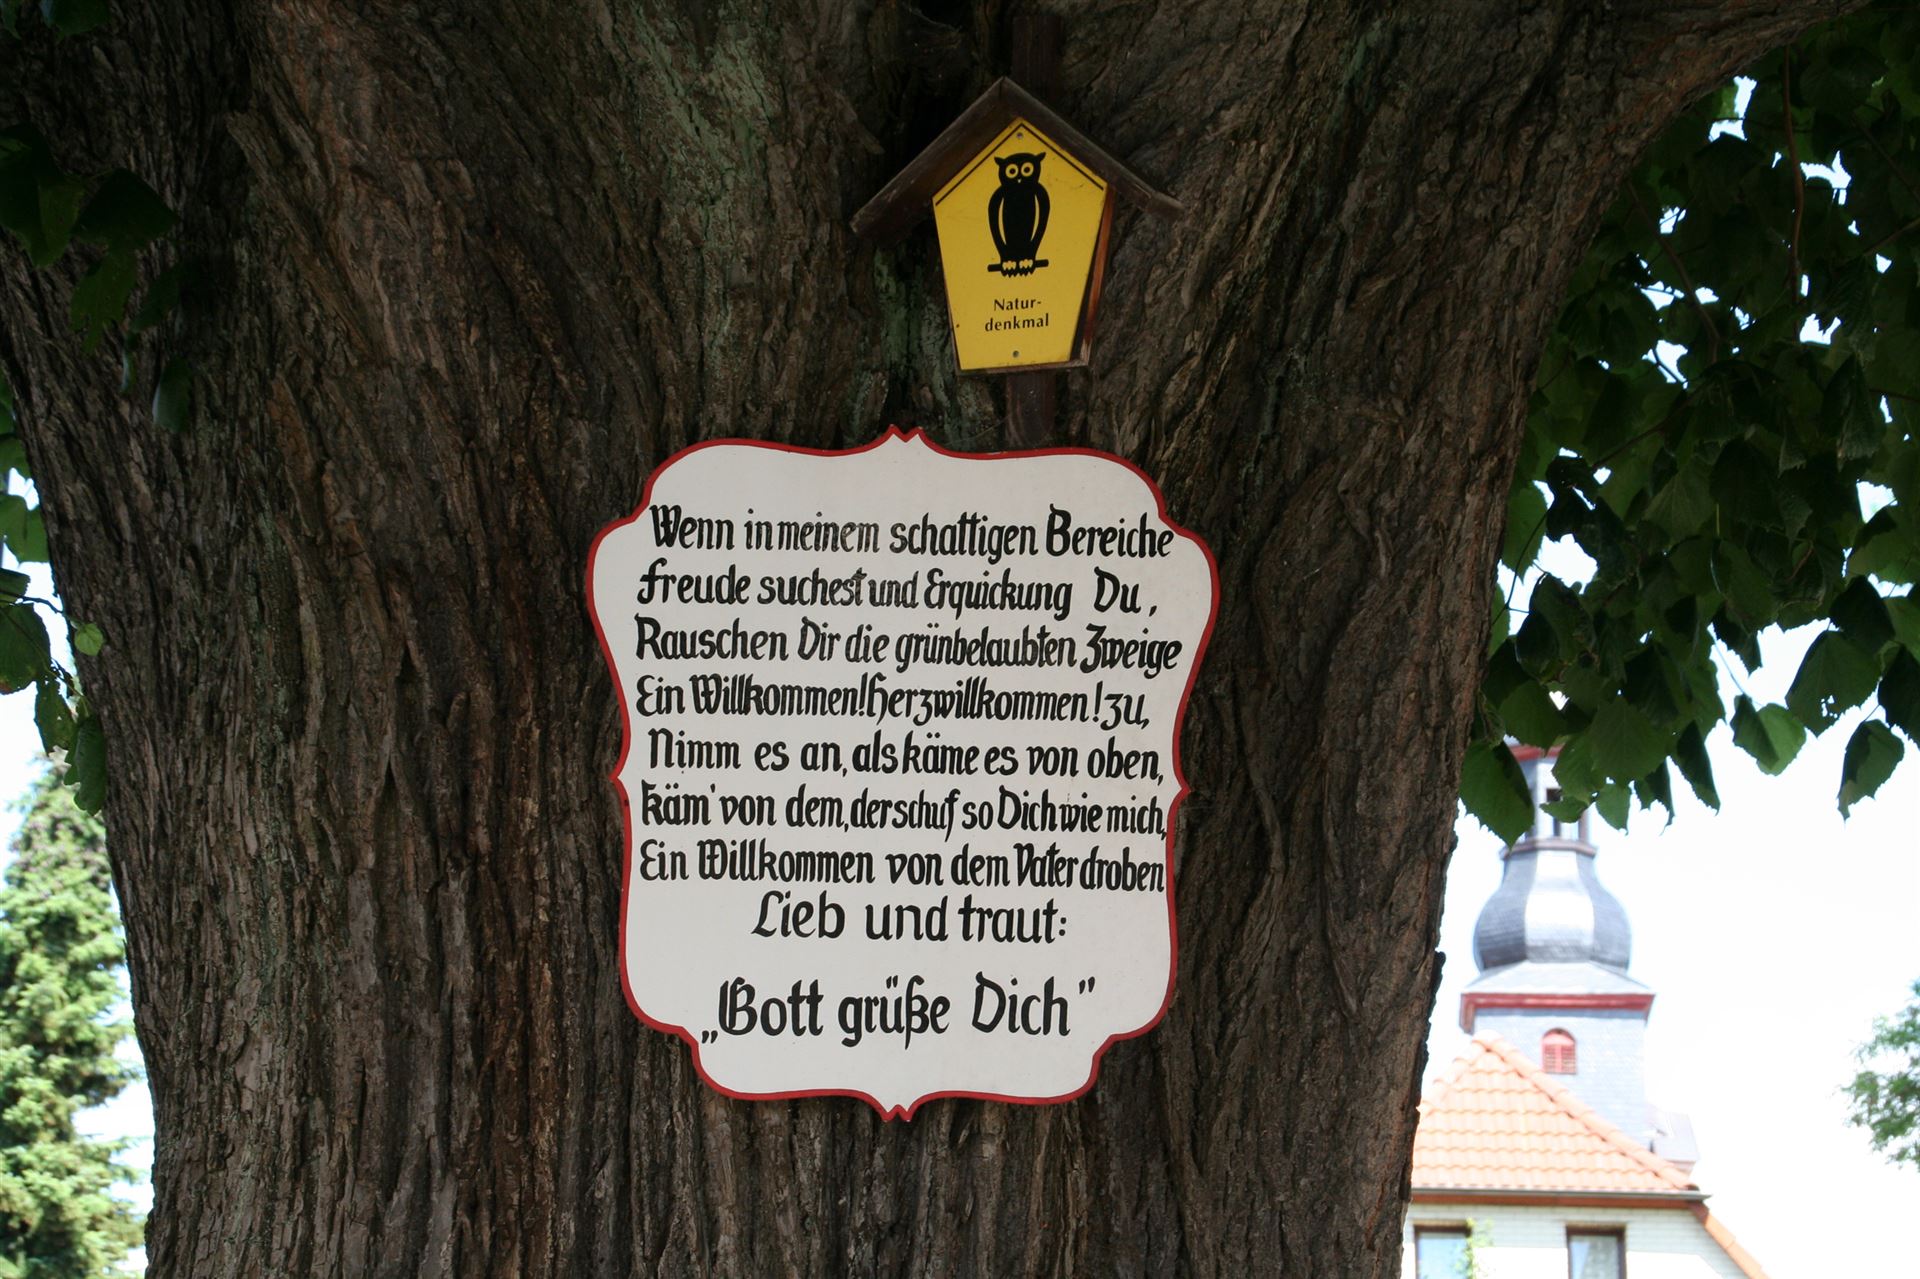 Natur-
denkmal
Wenn in meinem schattigen Bereiche
Freude suchest und Erquickung Du,
Rauschen Dir die grünbelaubten Zweige
Ein Willkommen! Herzwillkommen! zu,
Nimm es an, als käme es von oben,
käm' von dem, der schuf so Dich wie mich,
Ein Willkommen von dem Vater droben
Lieb und traut:
„Gott grüße Dich"